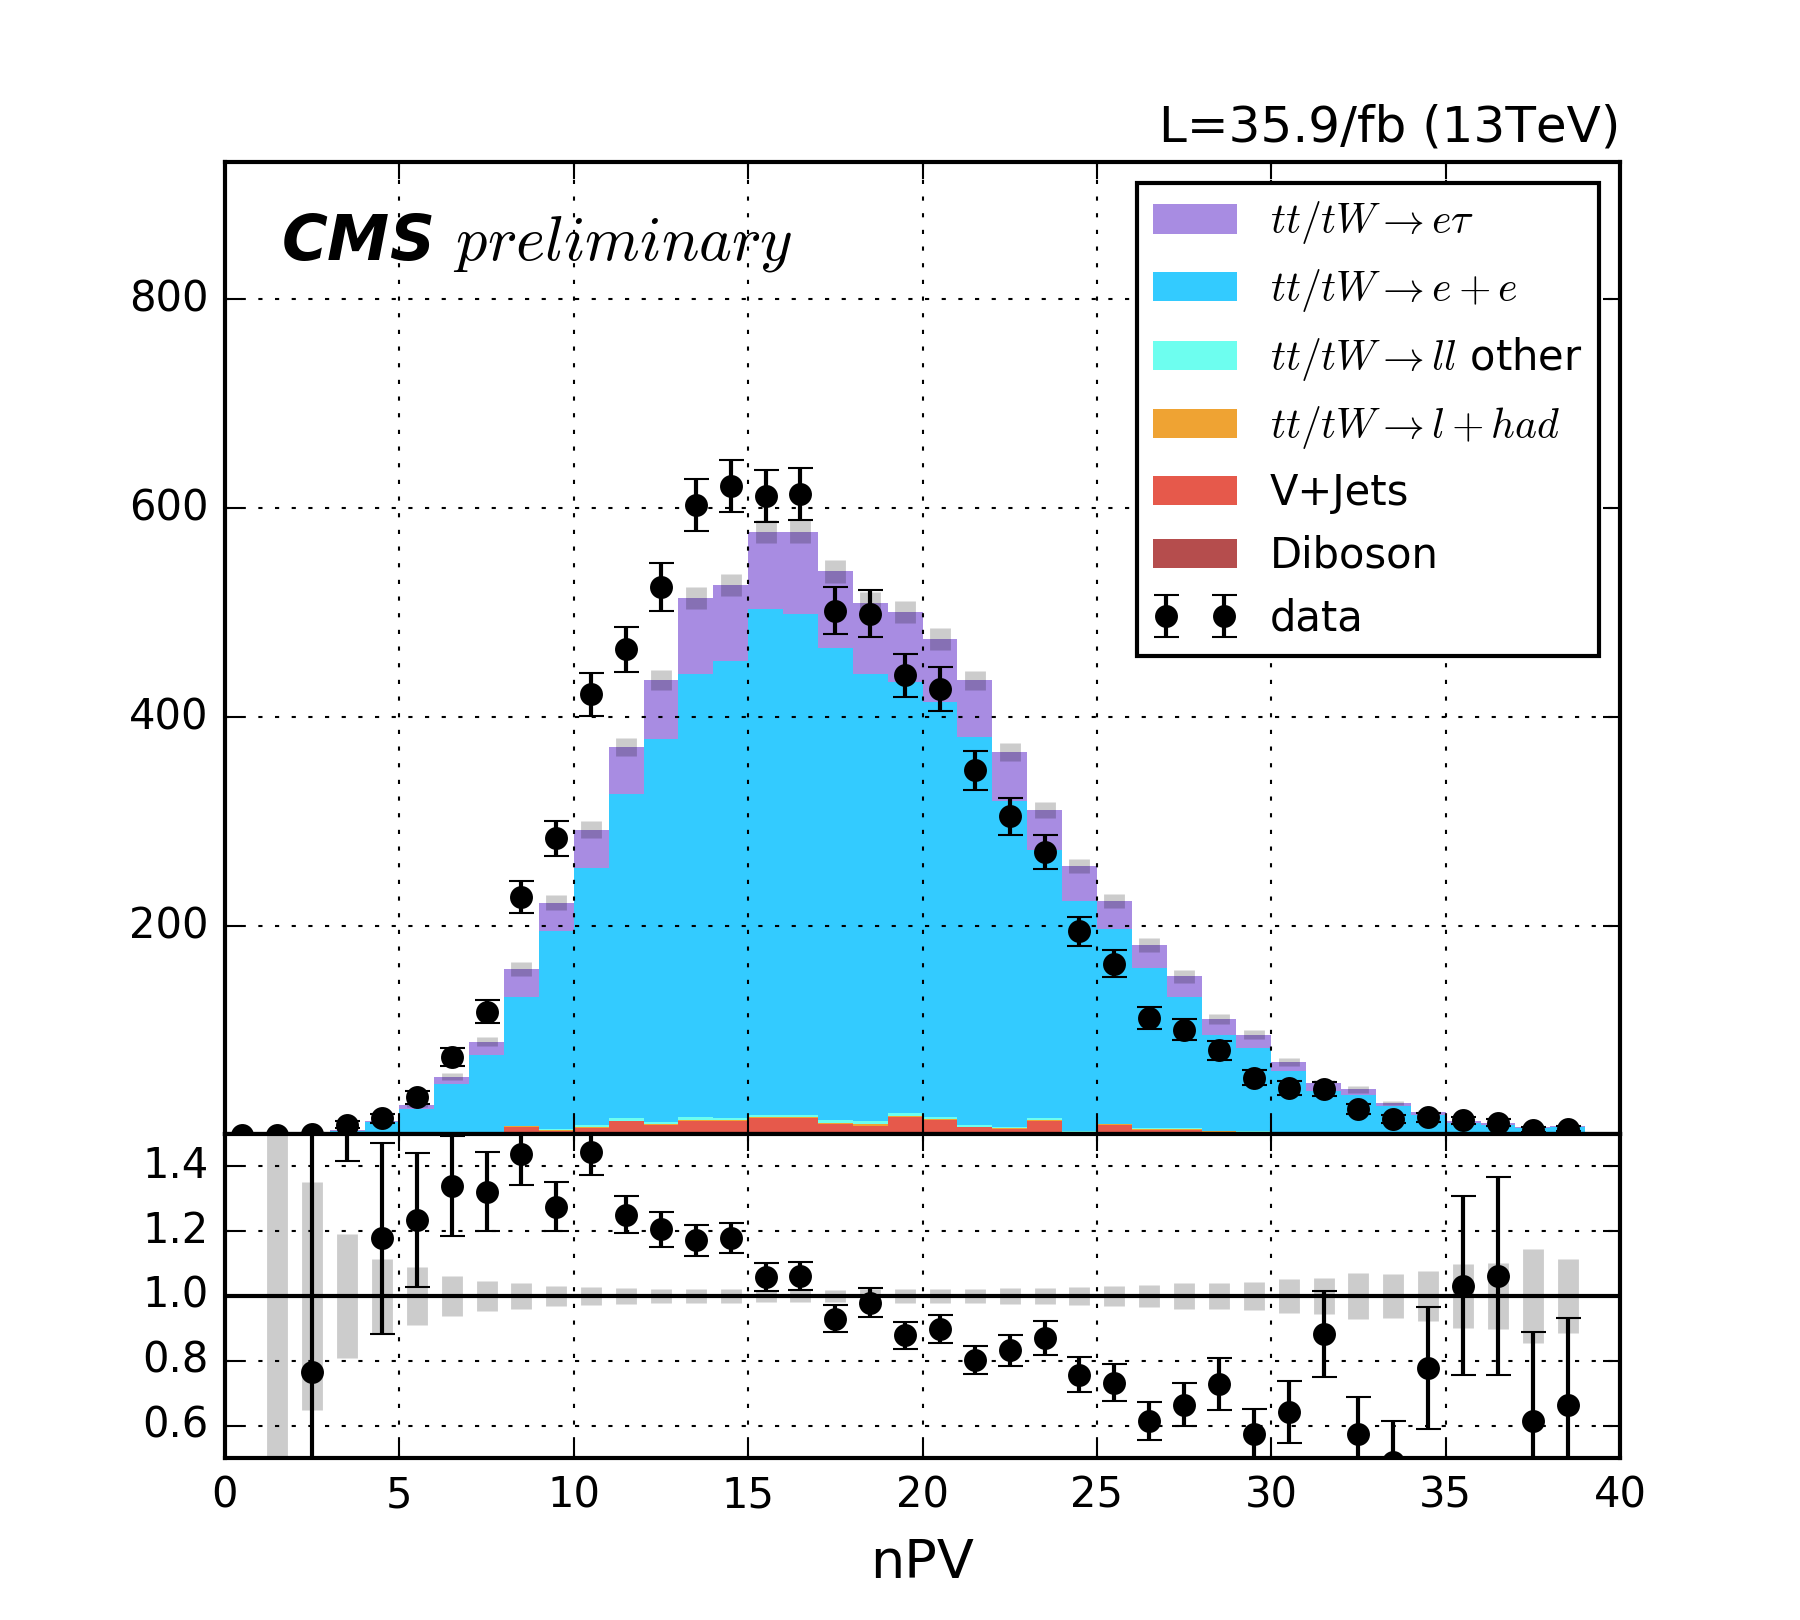 L=35.9/fb (13TeV)
CMS preliminary
tt/tW→eτ
tt/tW→e+e
tt/tW→ll other
tt/tW→l+had
V+Jets
Diboson
data
800
600
400
200
1.4
1.2
1.0
0.8
0.6
0 5 10 15 20 25 30 35 40
nPV